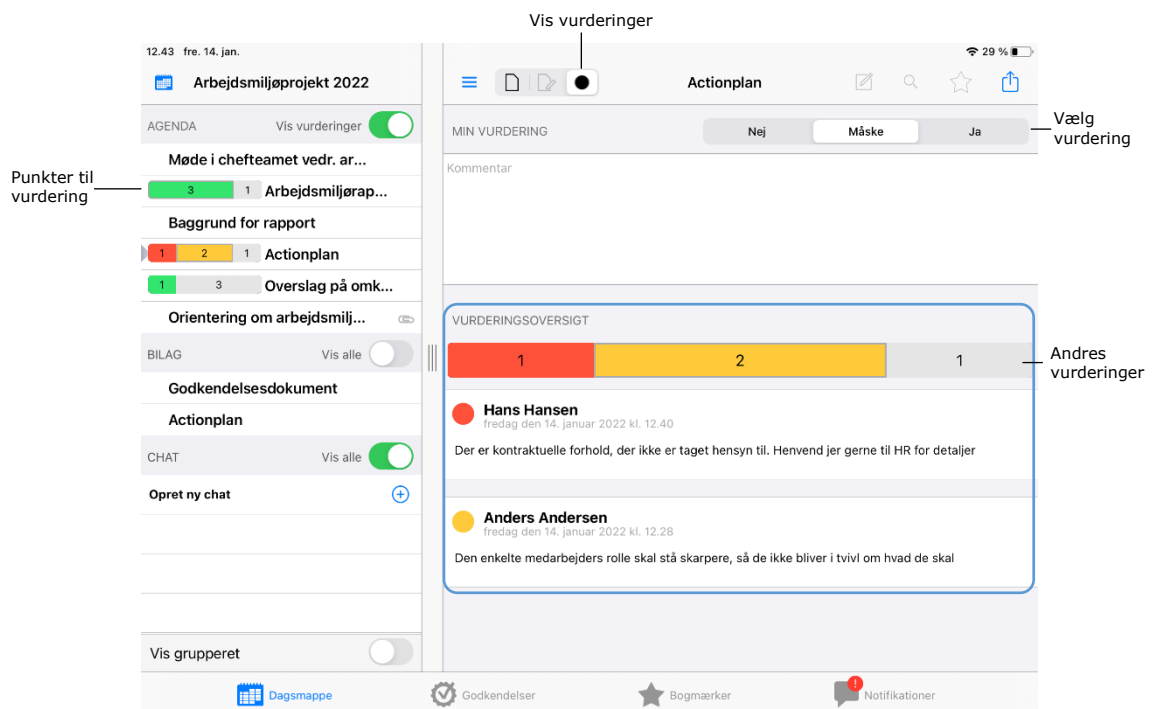 Vis vurderinger
12.43 fre. 14. jan.
29 %
Arbejdsmiljøprojekt 2022
Actionplan
AGENDA
Vis vurderinger
Møde i chefteamet vedr. ar...
3 1 Arbejdsmiljørap...
Baggrund for rapport
1 2 1 Actionplan
1 3 Overslag på omk...
Orientering om arbejdsmilj...
BILAG
Vis alle
Godkendelsesdokument
Actionplan
CHAT
Vis alle
Opret ny chat
Vis grupperet
MIN VURDERING
Nej Måske Ja
Kommentar
VURDERINGSOVERSIGT
1 2 1
Hans Hansen
fredag den 14. januar 2022 kl. 12.40
Der er kontraktuelle forhold, der ikke er taget hensyn til. Henvend jer gerne til HR for detaljer
Anders Andersen
fredag den 14. januar 2022 kl. 12.28
Den enkelte medarbejders rolle skal stå skarpere, så de ikke bliver i tvivl om hvad de skal
Punkter til
vurdering
Vælg
vurdering
Andres
vurderinger
Dagsmappe
Godkendelser
Bogmærker
!
Notifikationer